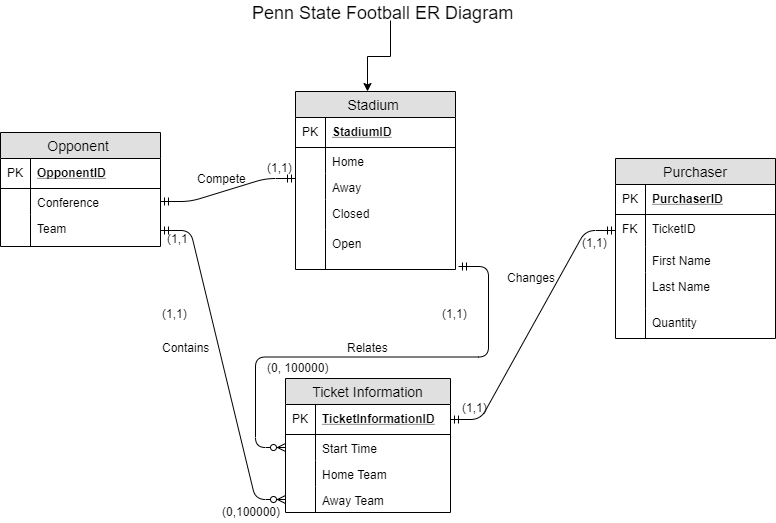 Penn State Football ER Diagram
Stadium
PK StadiumID
Home
Away
Closed
Open
Opponent
PK OpponentID
Conference
Team
Purchaser
PK PurchaserID
FK TicketID
First Name
Last Name
Quantity
Compete
(1,1)
(1,1
(1,1)
Changes
(1,1)
(1,1)
Contains
Relates
(0, 100000)
Ticket Information
PK TicketInformationID
Start Time
Home Team
Away Team
(1,1)
(0,100000)